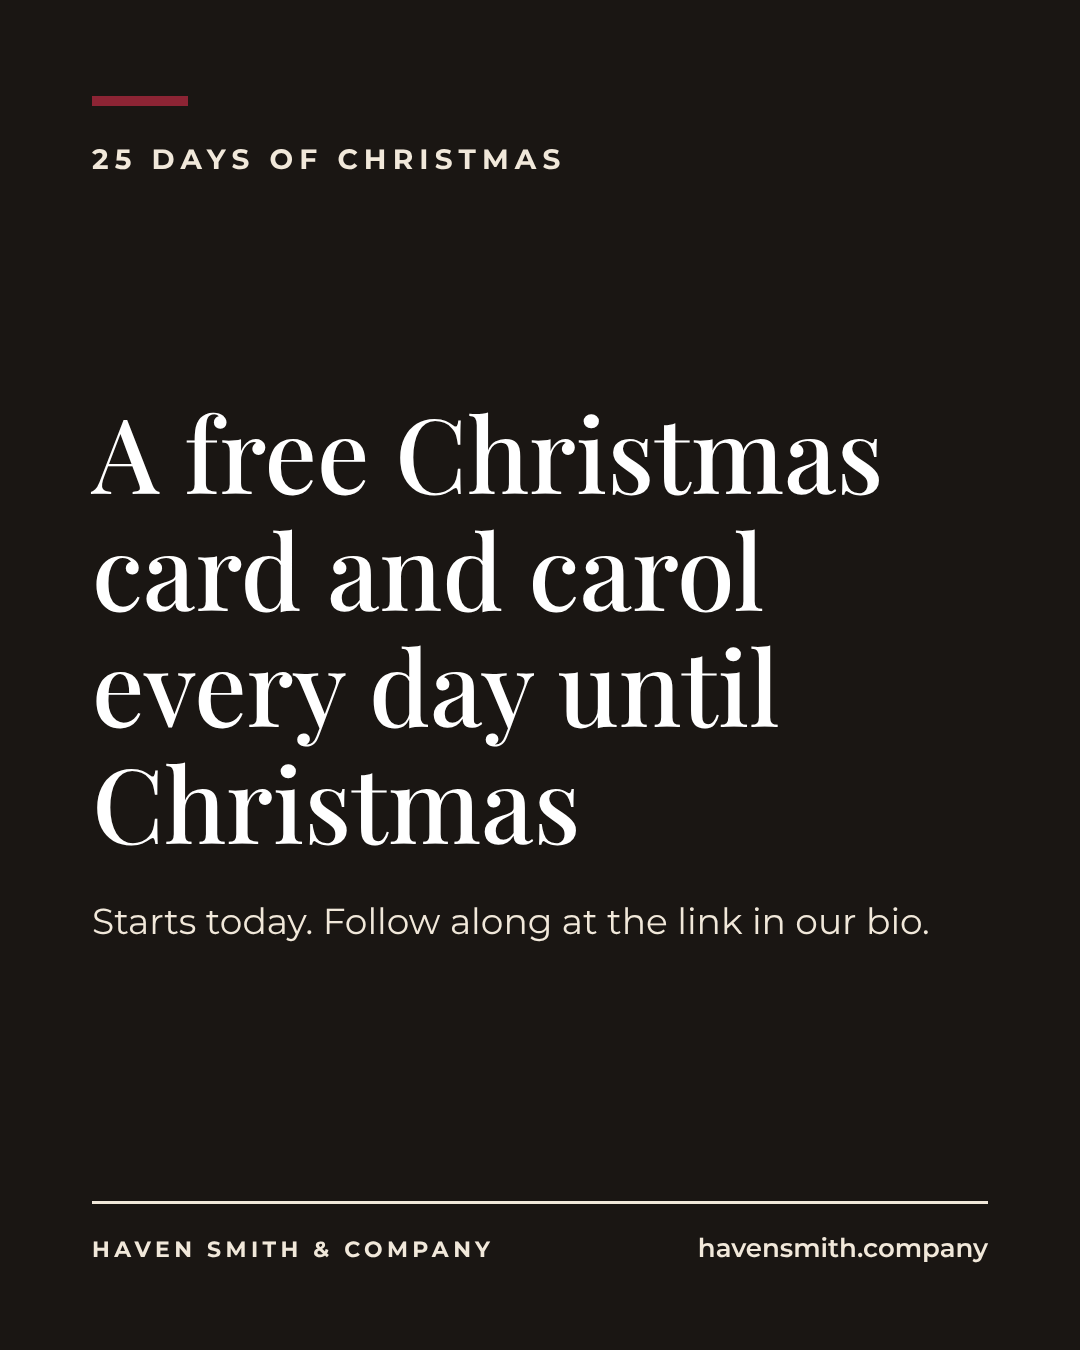 25 DAYS OF CHRISTMAS
A free Christmas
card and carol
every day until
Christmas
Starts today. Follow along at the link in our bio.
HAVEN SMITH & COMPANY
havensmith.company